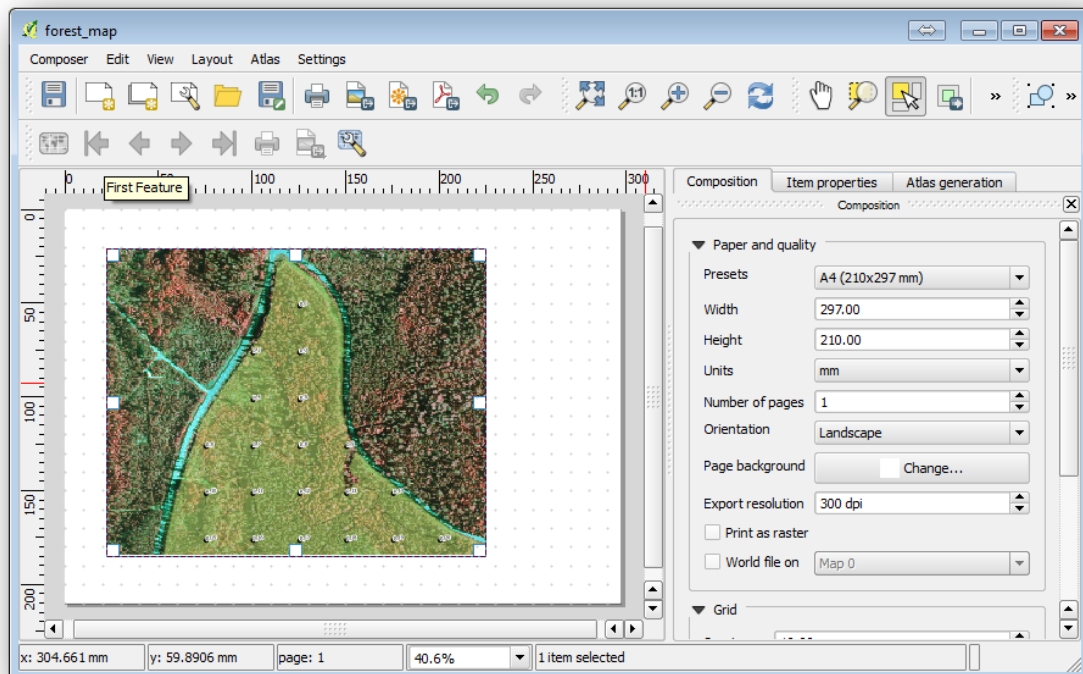 forest_map
Composer Edit View Layout Atlas Settings
1:1
» »
First Feature
0 50 100 150 200 250 300
0
50
100
150
200
Composition Item properties Atlas generation
Composition
Paper and quality
Presets A4 (210x297 mm)
Width 297.00
Height 210.00
Units mm
Number of pages 1
Orientation Landscape
Page background Change...
Export resolution 300 dpi
Print as raster
World file on Map 0
Grid
x: 304.661 mm y: 59.8906 mm page: 1 40.6% 1 item selected